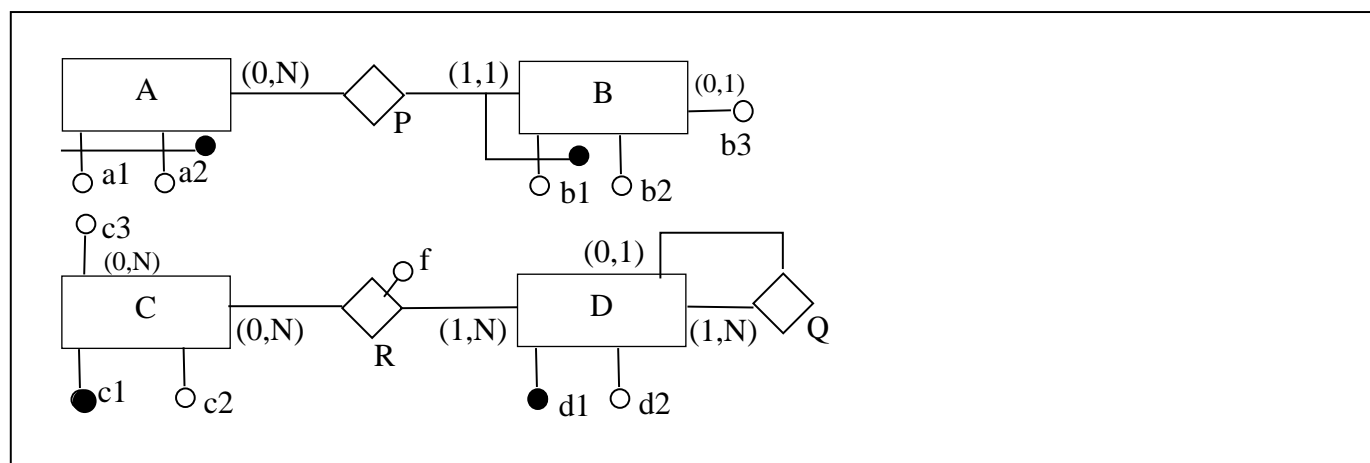 A (0,N) P (1,1) B (0,1)
b3
a1 a2 b1 b2
c3
(0,N) f (0,1)
C (0,N) R (1,N) D (1,N) Q
c1 c2 d1 d2